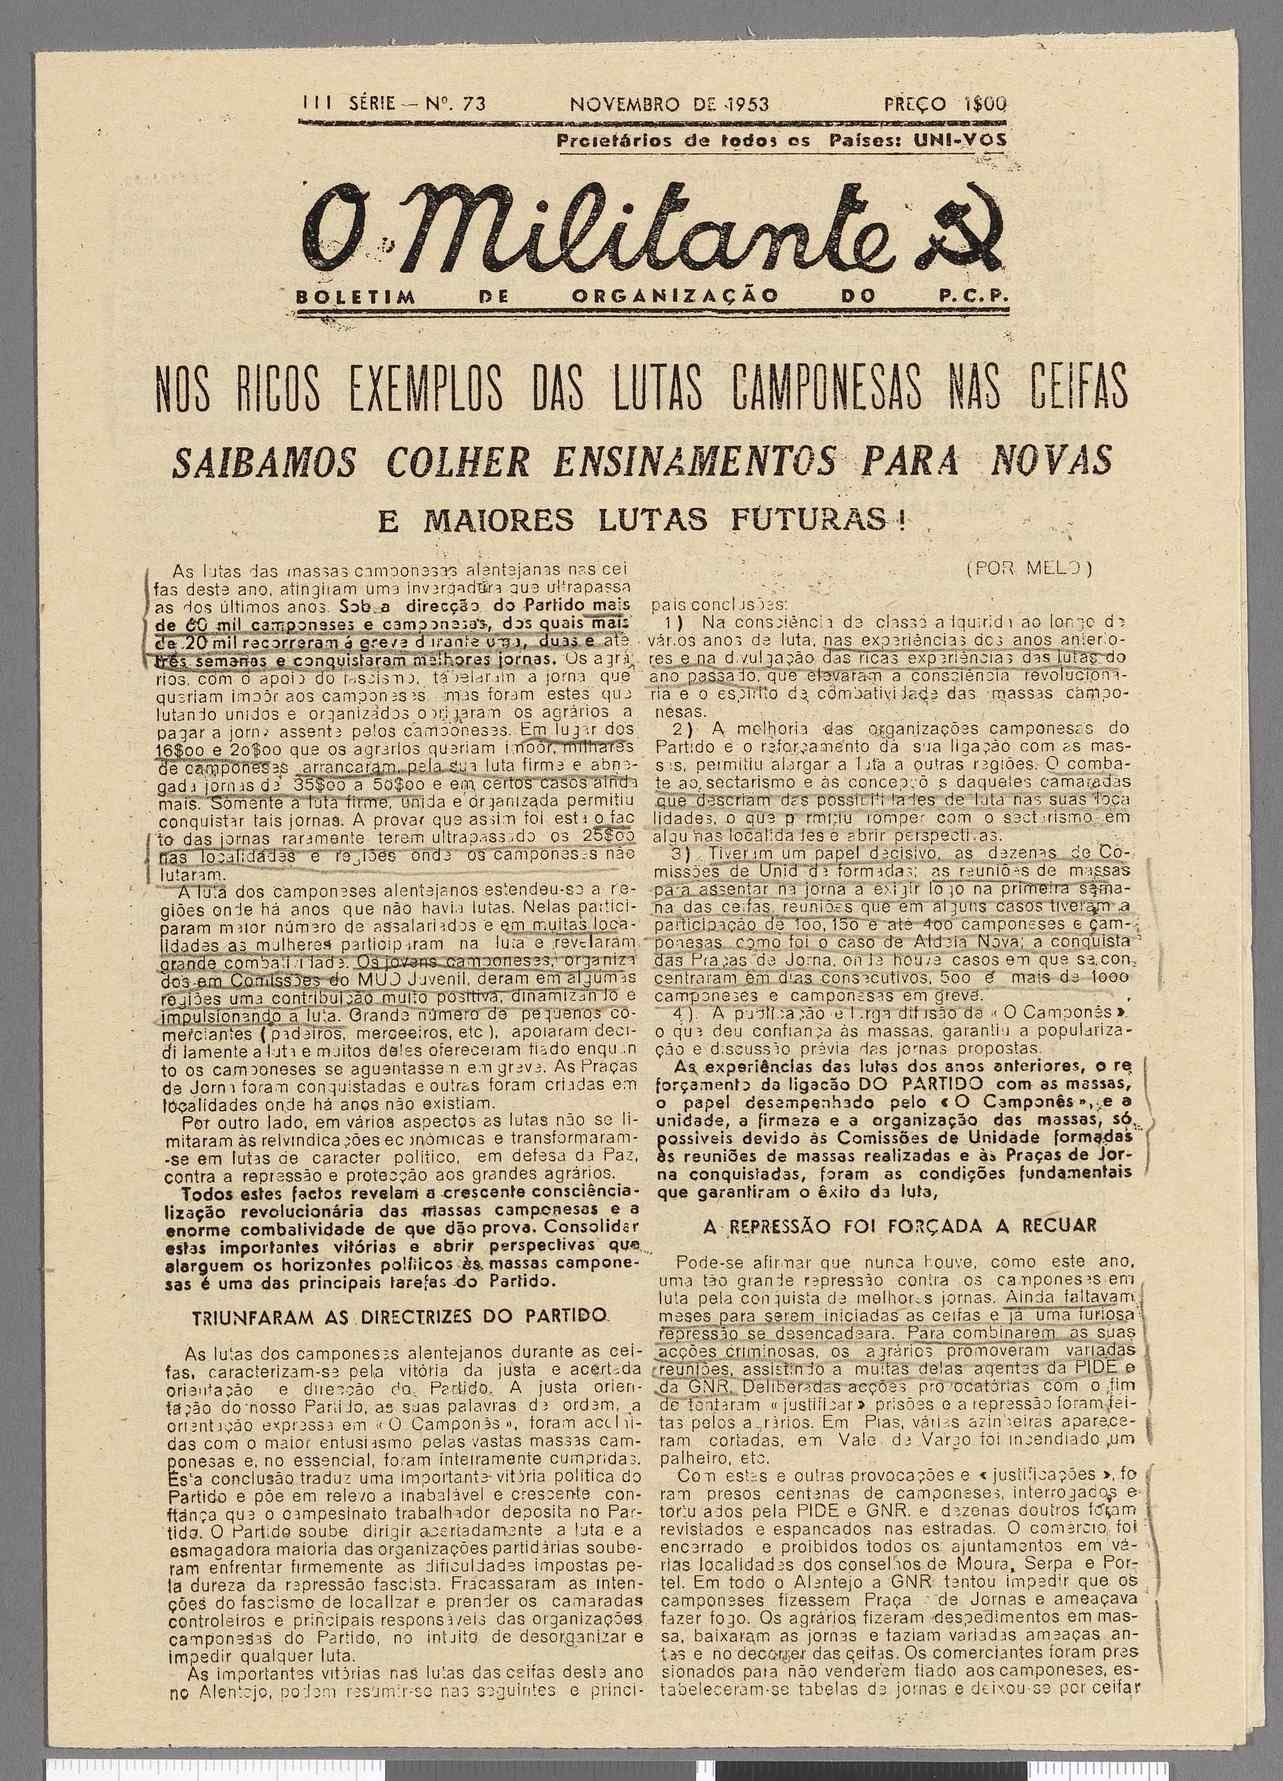 III SÉRIE — Nº. 73 NOVEMBRO DE 1953 PREÇO 1$00
Proletários de todos os Países: UNI-VOS
O Militante
BOLETIM DE ORGANIZAÇÃO DO P.C.P.
NOS RICOS EXEMPLOS DAS LUTAS CAMPONESAS NAS CEIFAS
SAIBAMOS COLHER ENSINAMENTOS PARA NOVAS
E MAIORES LUTAS FUTURAS!
(POR MELO)
As lutas das massas camponesas alentejanas nas cei
fas deste ano, atingiram uma invergadura que ultrapassa
as dos últimos anos. Sob a direcção do Partido mais
de 60 mil camponeses e camponesas, dos quais mais
de 20 mil recorreram á greve durante uma, duas e até
três semanas e conquistaram melhores jornas. Os agrá
rios, com o apoio do fascismo, tabelaram a jorna que
queriam impôr aos camponeses mas foram estes que
lutando unidos e organizados obrigaram os agrários a
pagar a jorna assente pelos camponeses. Em lugar dos
16$oo e 20$oo que os agrarios queriam impôr, milhares
de camponeses arrancaram, pela sua luta firme e abne-
gada jornas de 35$oo a 50$oo e em certos casos ainda
mais. Somente a luta firme, unida e organizada permitiu
conquistar tais jornas. A provar que assim foi está o fac
to das jornas raramente terem ultrapassado os 25$oo
nas localidades e regiões onde os camponeses não
lutaram.
A luta dos camponeses alentejanos estendeu-se a re-
giões onde há anos que não havia lutas. Nelas partici-
param maior número de assalariados e em muitas loca-
lidades as mulheres participaram na luta e revelaram
grande combatividade. Os jovens camponeses, organiza
dos em Comissões do MUD Juvenil, deram em algumas
regiões uma contribuição muito positiva, dinamizando e
impulsionando a luta. Grande número de pequenos co-
merciantes (padeiros, merceeiros, etc), apoiaram deci-
didamente a luta e muitos deles ofereceram fiado enquan
to os camponeses se aguentassem em greve. As Praças
de Jorna foram conquistadas e outras foram criadas em
localidades onde há anos não existiam.
Por outro lado, em vários aspectos as lutas não se li-
mitaram às reivindicações económicas e transformaram-
-se em lutas de caracter político, em defesa da Paz,
contra a repressão e protecção aos grandes agrários.
Todos estes factos revelam a crescente consciência-
lização revolucionária das massas camponesas e a
enorme combatividade de que dão prova. Consolidar
estas importantes vitórias e abrir perspectivas que
alarguem os horizontes políticos às massas campone-
sas é uma das principais tarefas do Partido.
TRIUNFARAM AS DIRECTRIZES DO PARTIDO
As lutas dos camponeses alentejanos durante as cei-
fas, caracterizam-se pela vitória da justa e acertada
orientação e direcção do Partido. A justa orien-
tação do nosso Partido, as suas palavras de ordem, a
orientação expressa em «O Camponês», foram acolhi-
das com o maior entusiasmo pelas vastas massas cam-
ponesas e, no essencial, foram inteiramente cumpridas.
Esta conclusão traduz uma importante vitória política do
Partido e põe em relevo a inabalável e crescente con-
fiança que o campesinato trabalhador deposita no Par-
tido. O Partido soube dirigir acertadamente a luta e a
esmagadora maioria das organizações partidárias soube-
ram enfrentar firmemente as dificuldades impostas pe-
la dureza da repressão fascista. Fracassaram as inten-
ções do fascismo de localizar e prender os camaradas
controleiros e principais responsáveis das organizações
camponesas do Partido, no intuito de desorganizar e
impedir qualquer luta.
As importantes vitórias nas lutas das ceifas deste ano
no Alentejo, podem resumir-se nas seguintes e princi-
pais conclusões:
1) Na consciência de classe adquirida ao longo de
vários anos de luta, nas experiências dos anos anterio-
res e na divulgação das ricas experiências das lutas do
ano passado, que elevaram a consciência revolucioná-
ria e o espírito de combatividade das massas campo-
nesas.
2) A melhoria das organizações camponesas do
Partido e o reforçamento da sua ligação com as mas-
sas, permitiu alargar a luta a outras regiões. O comba-
te ao sectarismo e às concepções daqueles camaradas
que descriam das possibilidades de luta nas suas loca
lidades, o que permitiu romper com o sectarismo em
algumas localidades e abrir perspectivas.
3) Tiveram um papel decisivo, as dezenas de Co-
missões de Unidade formadas; as reuniões de massas
para assentar na jorna a exigir logo na primeira sema-
na das ceifas, reuniões que em alguns casos tiveram a
participação de 100, 150 e até 400 camponeses e cam-
ponesas como foi o caso de Aldeia Nova; a conquista
das Praças de Jorna, onde houve casos em que se con
centraram em dias consecutivos, 500 e mais de 1000
camponeses e camponesas em greve.
4) A publicação e larga difusão de «O Camponês»
o que deu confiança às massas, garantiu a populariza-
ção e discussão prévia das jornas propostas.
As experiências das lutas dos anos anteriores, o re
forçamento da ligacão DO PARTIDO com as massas,
o papel desempenhado pelo «O Camponês», e a
unidade, a firmeza e a organização das massas, só
possiveis devido às Comissões de Unidade formadas
às reuniões de massas realizadas e às Praças de Jor-
na conquistadas, foram as condições fundamentais
que garantiram o êxito da luta,
A REPRESSÃO FOI FORÇADA A RECUAR
Pode-se afirmar que nunca houve, como este ano,
uma tão grande repressão contra os camponeses em
luta pela conquista de melhores jornas. Ainda faltavam
meses para serem iniciadas as ceifas e já uma furiosa
repressão se desencadeara. Para combinarem as suas
acções criminosas, os agrários promoveram variadas
reuniões, assistindo a muitas delas agentes da PIDE e
da GNR. Deliberadas acções provocatórias com o fim
de tentaram «justificar» prisões e a repressão foram fei-
tas pelos agrários. Em Pias, várias azinheiras aparece-
ram cortadas, em Vale de Vargo foi incendiado um
palheiro, etc.
Com estas e outras provocações e «justificações», fo
ram presos centenas de camponeses, interrogados e
torturados pela PIDE e GNR. e dezenas doutros foram
revistados e espancados nas estradas. O comércio foi
encerrado e proibidos todos os ajuntamentos em vá-
rias localidades dos conselhos de Moura, Serpa e Por-
tel. Em todo o Alentejo a GNR tentou impedir que os
camponeses fizessem Praça de Jornas e ameaçava
fazer fogo. Os agrários fizeram despedimentos em mas-
sa, baixaram as jornas e faziam variadas ameaças an-
tes e no decorrer das ceifas. Os comerciantes foram pres
sionados para não venderem fiado aos camponeses, es-
tabeleceram-se tabelas de jornas e deixou-se por ceifar